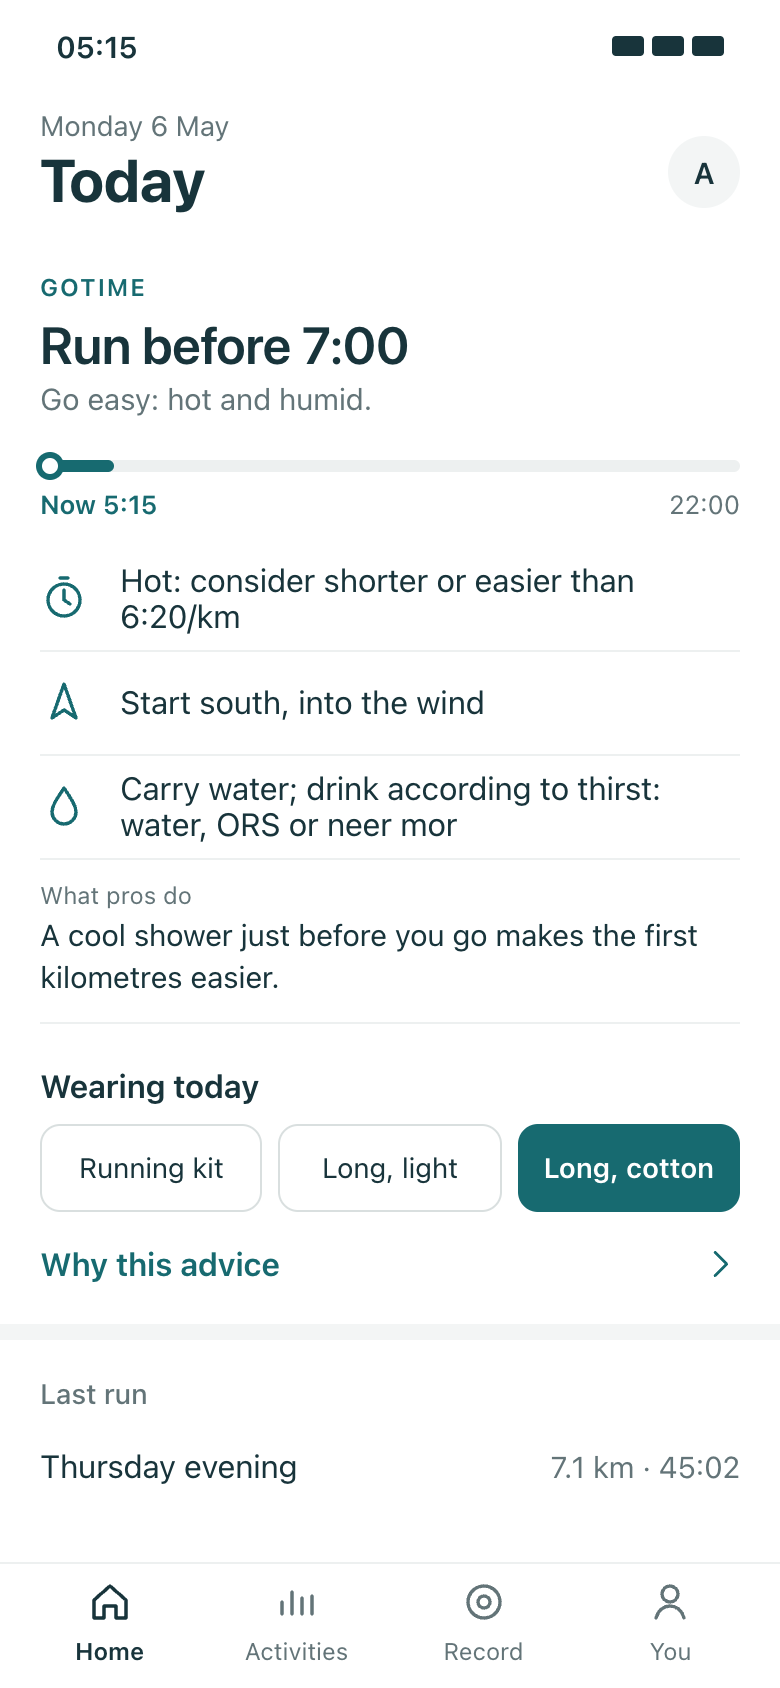 05:15
Monday 6 May
Today
A
GOTIME
Run before 7:00
Go easy: hot and humid.
Now 5:15
22:00
Hot: consider shorter or easier than
6:20/km
Start south, into the wind
Carry water; drink according to thirst:
water, ORS or neer mor
What pros do
A cool shower just before you go makes the first
kilometres easier.
Wearing today
Running kit
Long, light
Long, cotton
Why this advice
Last run
Thursday evening
7.1 km · 45:02
Home
Activities
Record
You